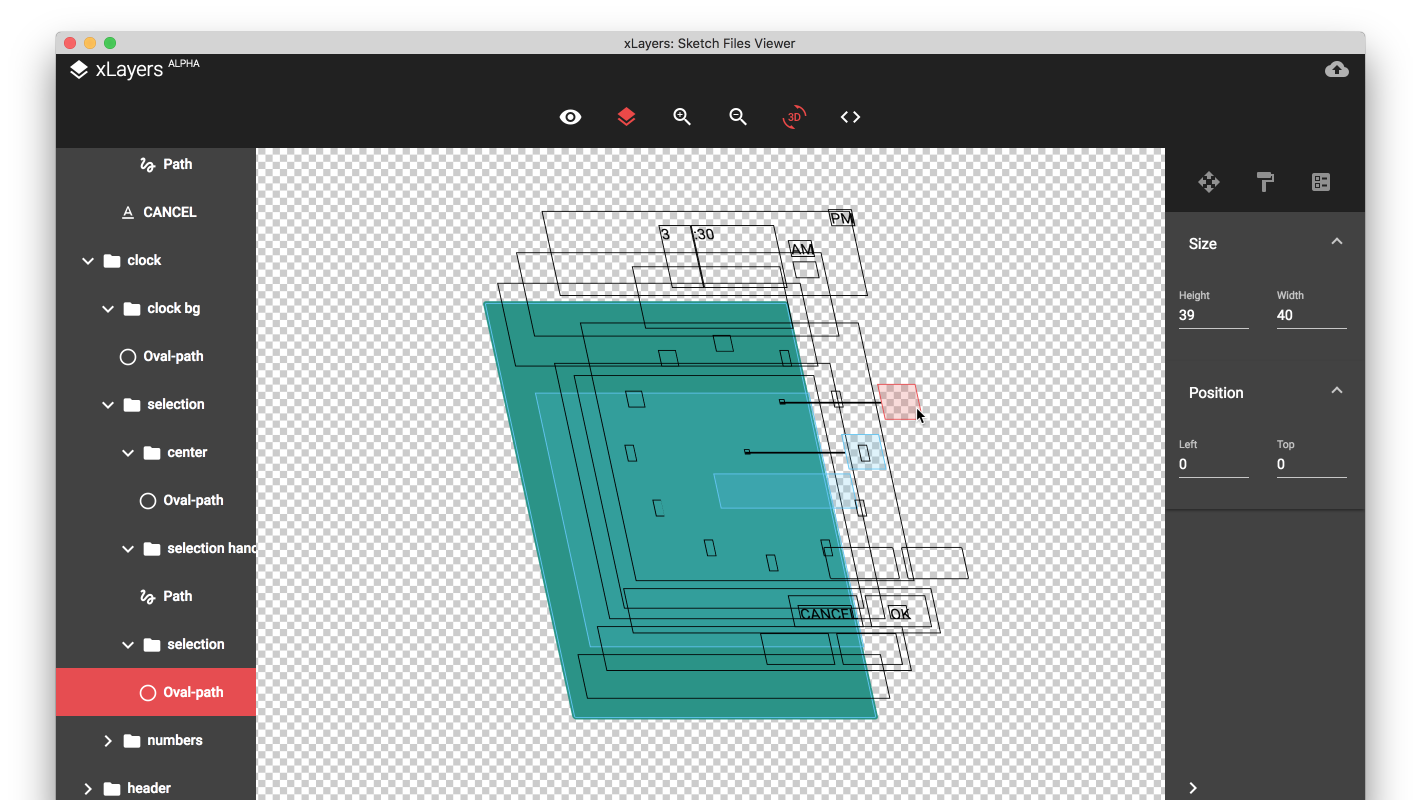 xLayers: Sketch Files Viewer
xLayers ALPHA
3D
Path
CANCEL
clock
clock bg
Oval-path
selection
center
Oval-path
selection hand
Path
selection
Oval-path
numbers
header
PM
3 :30
AM
CANCEL OK
Size
Height Width
39 40
Position
Left Top
0 0